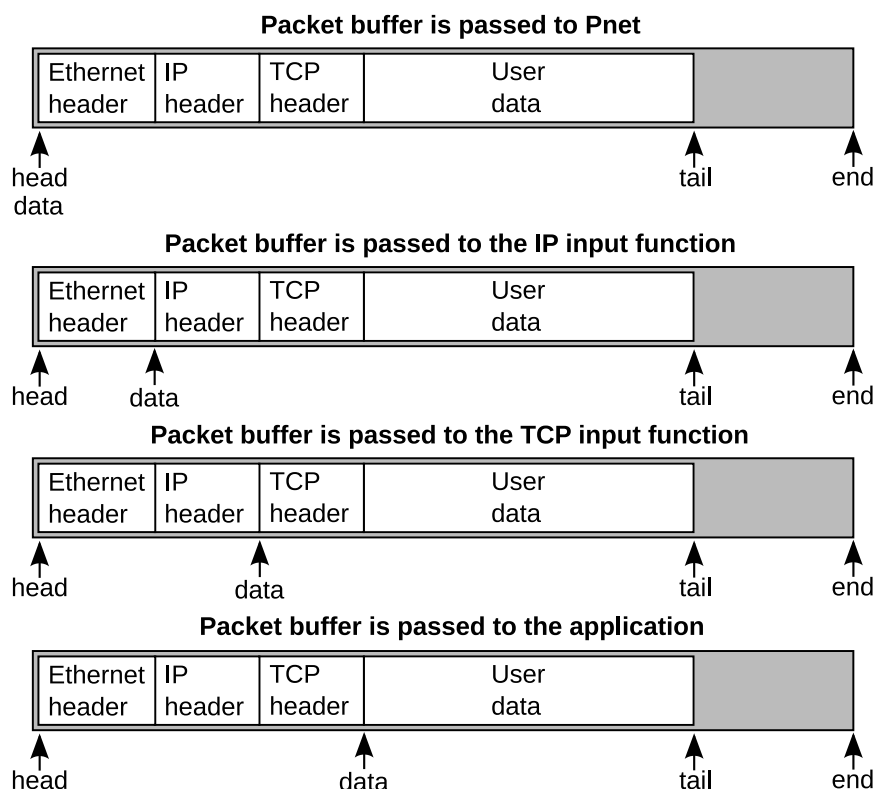 Packet buffer is passed to Pnet
Ethernet header
IP header
TCP header
User data
head data
tail
end
Packet buffer is passed to the IP input function
Ethernet header
IP header
TCP header
User data
head
data
tail
end
Packet buffer is passed to the TCP input function
Ethernet header
IP header
TCP header
User data
head
data
tail
end
Packet buffer is passed to the application
Ethernet header
IP header
TCP header
User data
head
data
tail
end